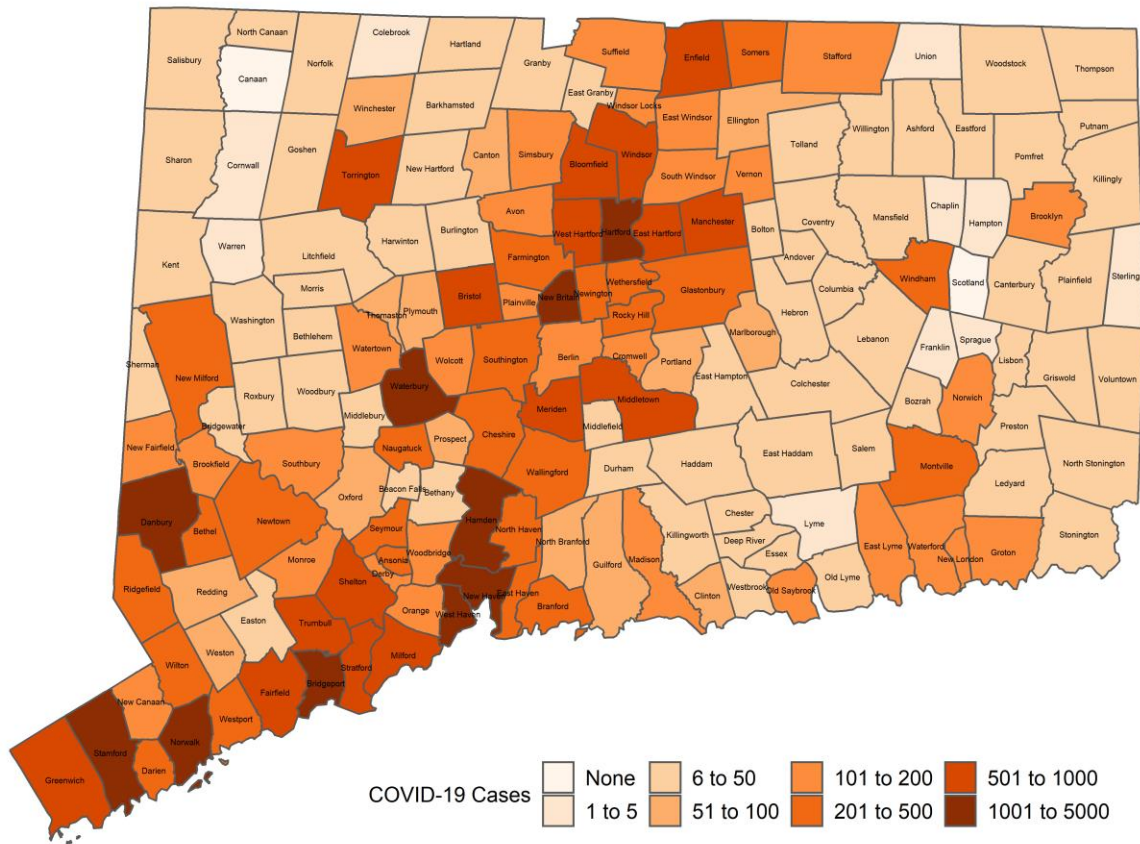 North Canaan
Colebrook
Hartland
Suffield
Enfield
Somers
Stafford
Union
Salisbury
Norfolk
Granby
Woodstock
Thompson
Canaan
East Granby
Winchester
Barkhamsted
Windsor Locks
East Windsor
Ellington
Willington
Ashford
Eastford
Putnam
Sharon
Cornwall
Goshen
Torrington
New Hartford
Canton
Simsbury
Bloomfield
Windsor
Tolland
Pomfret
Killingly
South Windsor
Vernon
Chaplin
Hampton
Brooklyn
Avon
West Hartford
Hartford
East Hartford
Manchester
Bolton
Coventry
Mansfield
Kent
Warren
Litchfield
Harwinton
Burlington
Farmington
Andover
Windham
Scotland
Canterbury
Plainfield
Sterling
Morris
Bristol
Plainville
New Britain
Newington
Wethersfield
Glastonbury
Columbia
Washington
Bethlehem
Thomaston
Plymouth
Rocky Hill
Hebron
Lebanon
Franklin
Sprague
Lisbon
Sherman
New Milford
Watertown
Wolcott
Southington
Berlin
Cromwell
Portland
Marlborough
East Hampton
Colchester
Bozrah
Norwich
Griswold
Voluntown
Roxbury
Woodbury
Waterbury
Middlebury
Meriden
Middletown
Middlefield
Preston
Bridgewater
New Fairfield
Brookfield
Southbury
Naugatuck
Prospect
Cheshire
Wallingford
Durham
Haddam
East Haddam
Salem
Montville
Ledyard
North Stonington
Danbury
Bethel
Newtown
Oxford
Beacon Falls
Bethany
Hamden
Chester
Lyme
Stonington
Seymour
Woodbridge
North Haven
North Branford
Killingworth
Deep River
Essex
East Lyme
Waterford
New London
Groton
Ridgefield
Redding
Monroe
Ansonia
Derby
Guilford
Madison
Clinton
Westbrook
Old Saybrook
Old Lyme
Easton
Shelton
Orange
West Haven
New Haven
East Haven
Branford
Wilton
Weston
Trumbull
Milford
Stratford
Bridgeport
Fairfield
Westport
New Canaan
Norwalk
Stamford
Darien
Greenwich
COVID-19 Cases
None
6 to 50
101 to 200
501 to 1000
1 to 5
51 to 100
201 to 500
1001 to 5000